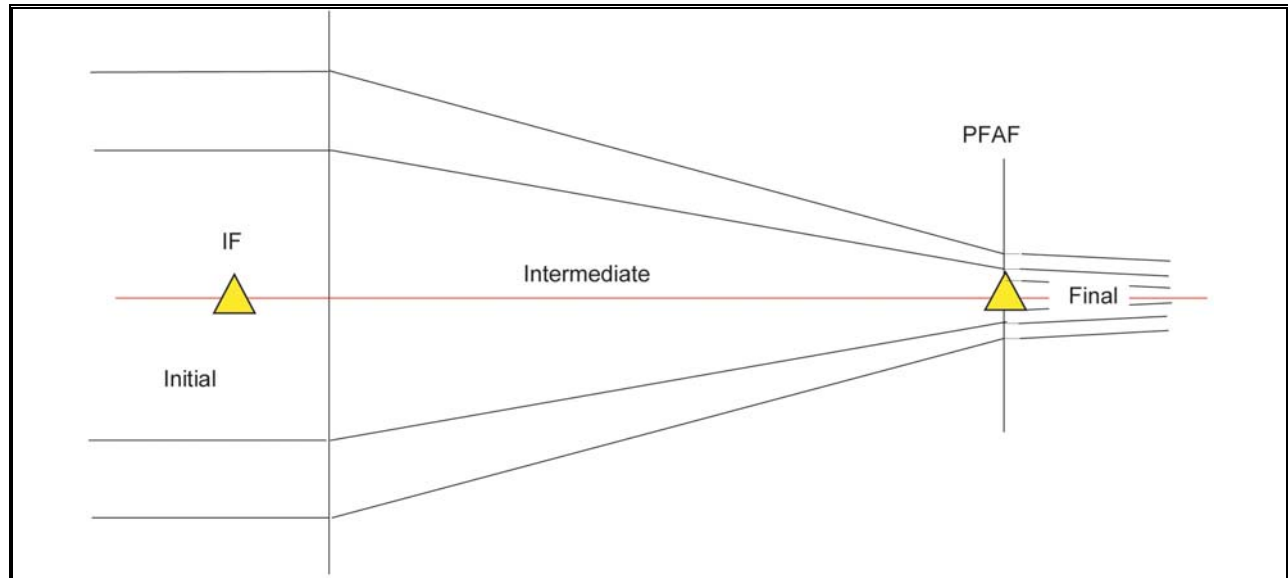 PFAF
IF
Intermediate
Final
Initial